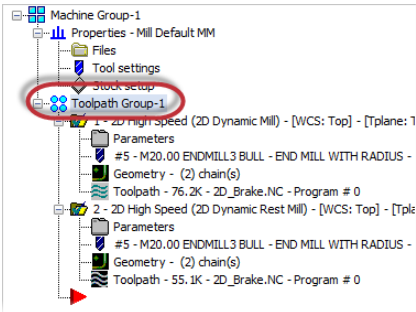 Machine Group-1
Properties - Mill Default MM
Files
Tool settings
Stock setup
Toolpath Group-1
1 - 2D High Speed (2D Dynamic Mill) - [WCS: Top] - [Tplane: T
Parameters
#5 - M20.00 ENDMILL3 BULL - END MILL WITH RADIUS -
Geometry - (2) chain(s)
Toolpath - 76.2K - 2D_Brake.NC - Program # 0
2 - 2D High Speed (2D Dynamic Rest Mill) - [WCS: Top] - [Tpla
Parameters
#5 - M20.00 ENDMILL3 BULL - END MILL WITH RADIUS -
Geometry - (2) chain(s)
Toolpath - 55.1K - 2D_Brake.NC - Program # 0